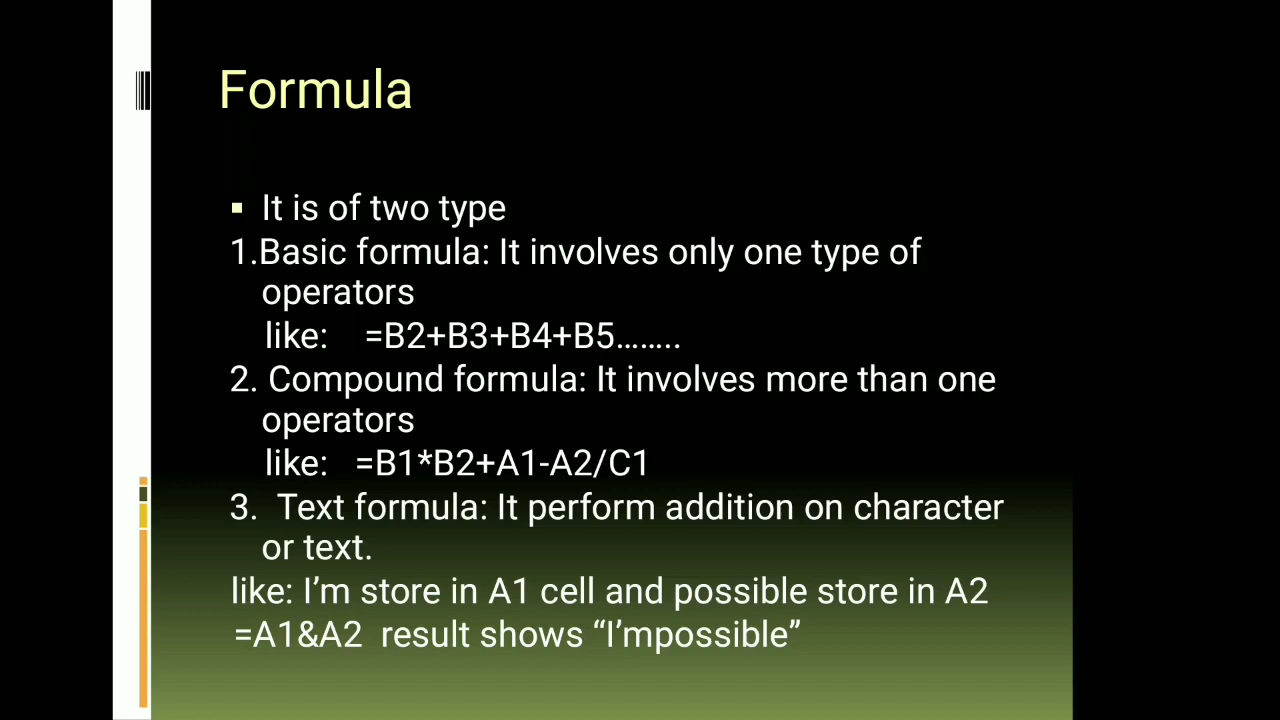 Formula
▪ It is of two type
1.Basic formula: It involves only one type of
operators
like: =B2+B3+B4+B5……..
2. Compound formula: It involves more than one
operators
like: =B1*B2+A1-A2/C1
3. Text formula: It perform addition on character
or text.
like: I’m store in A1 cell and possible store in A2
=A1&A2 result shows “I’mpossible”